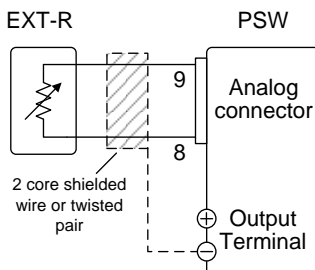 EXT-R
PSW
9
Analog
connector
8
2 core shielded
wire or twisted
pair
+
Output
Terminal
-